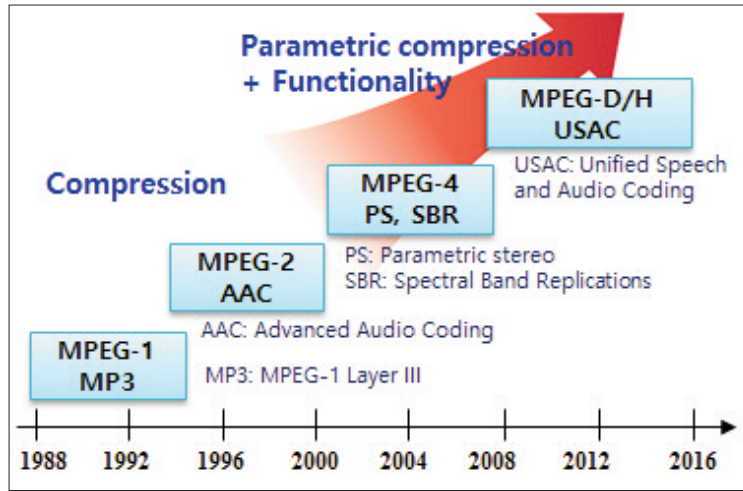 Parametric compression
+ Functionality
MPEG-D/H
USAC
USAC: Unified Speech
and Audio Coding
Compression
MPEG-4
PS, SBR
PS: Parametric stereo
SBR: Spectral Band Replications
MPEG-2
AAC
AAC: Advanced Audio Coding
MPEG-1
MP3
MP3: MPEG-1 Layer III
1988 1992 1996 2000 2004 2008 2012 2016